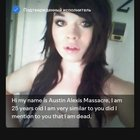 Подтвержденный исполнитель
Hi my name is Austin Alexis Massacre, I am
25 years old I am very similar to you did I
mention to you that I am dead.